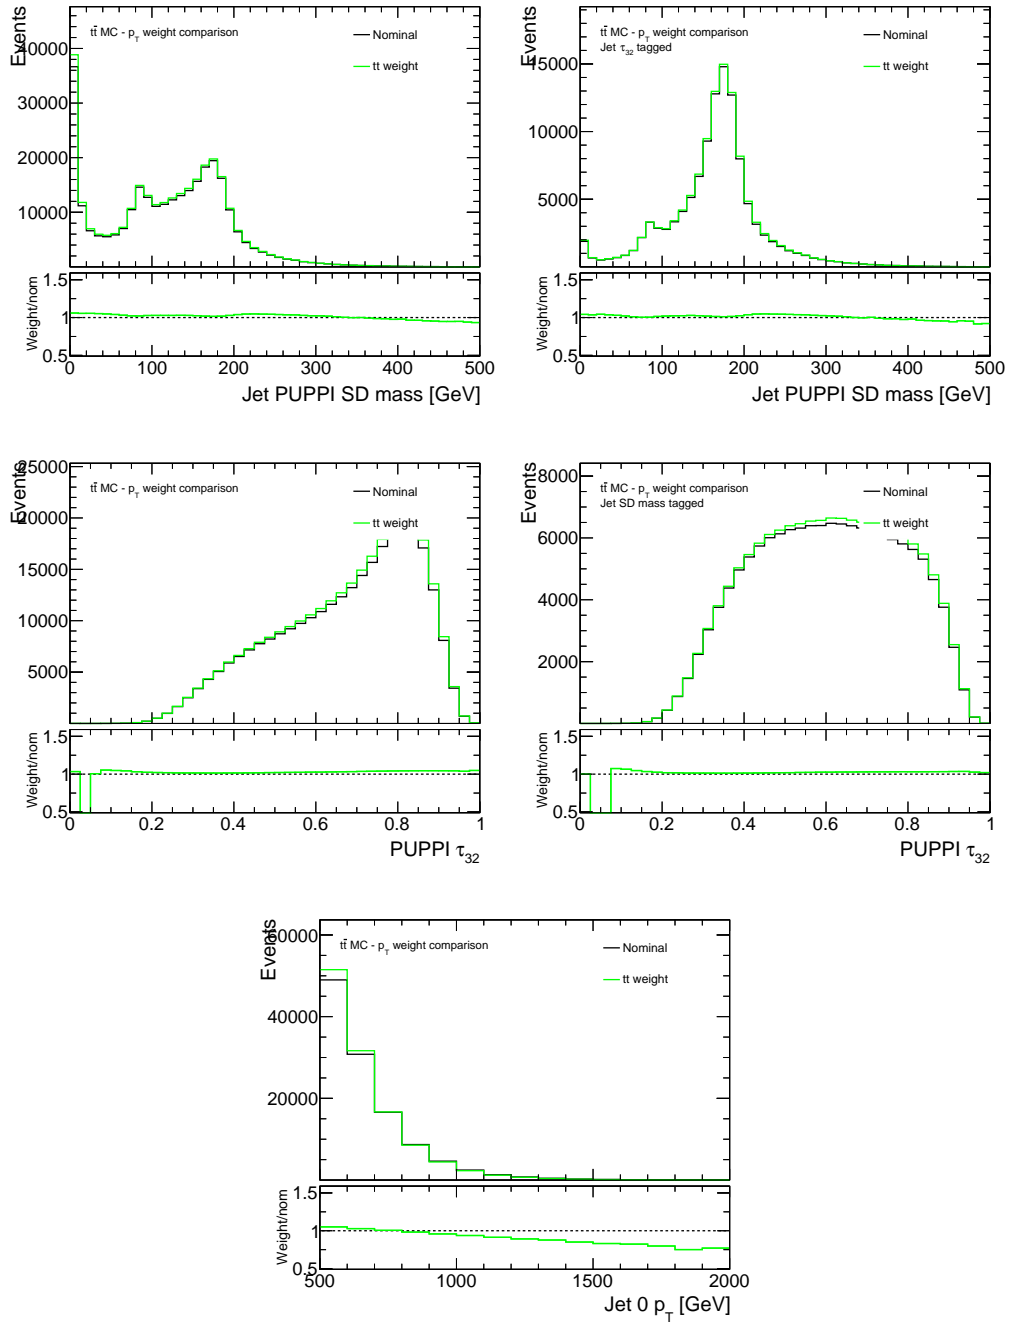 Events
tt̄ MC - p_T weight comparison
Nominal
tt weight
40000
30000
20000
10000
Weight/nom
1.5
1
0.5
0 100 200 300 400 500
Jet PUPPI SD mass [GeV]
Events
tt̄ MC - p_T weight comparison
Jet τ_32 tagged
Nominal
tt weight
15000
10000
5000
Weight/nom
1.5
1
0.5
0 100 200 300 400 500
Jet PUPPI SD mass [GeV]
Events
tt̄ MC - p_T weight comparison
Nominal
tt weight
25000
20000
15000
10000
5000
Weight/nom
1.5
1
0.5
0 0.2 0.4 0.6 0.8 1
PUPPI τ_32
Events
tt̄ MC - p_T weight comparison
Jet SD mass tagged
Nominal
tt weight
8000
6000
4000
2000
Weight/nom
1.5
1
0.5
0 0.2 0.4 0.6 0.8 1
PUPPI τ_32
Events
tt̄ MC - p_T weight comparison
Nominal
tt weight
60000
40000
20000
Weight/nom
1.5
1
0.5
500 1000 1500 2000
Jet 0 p_T [GeV]